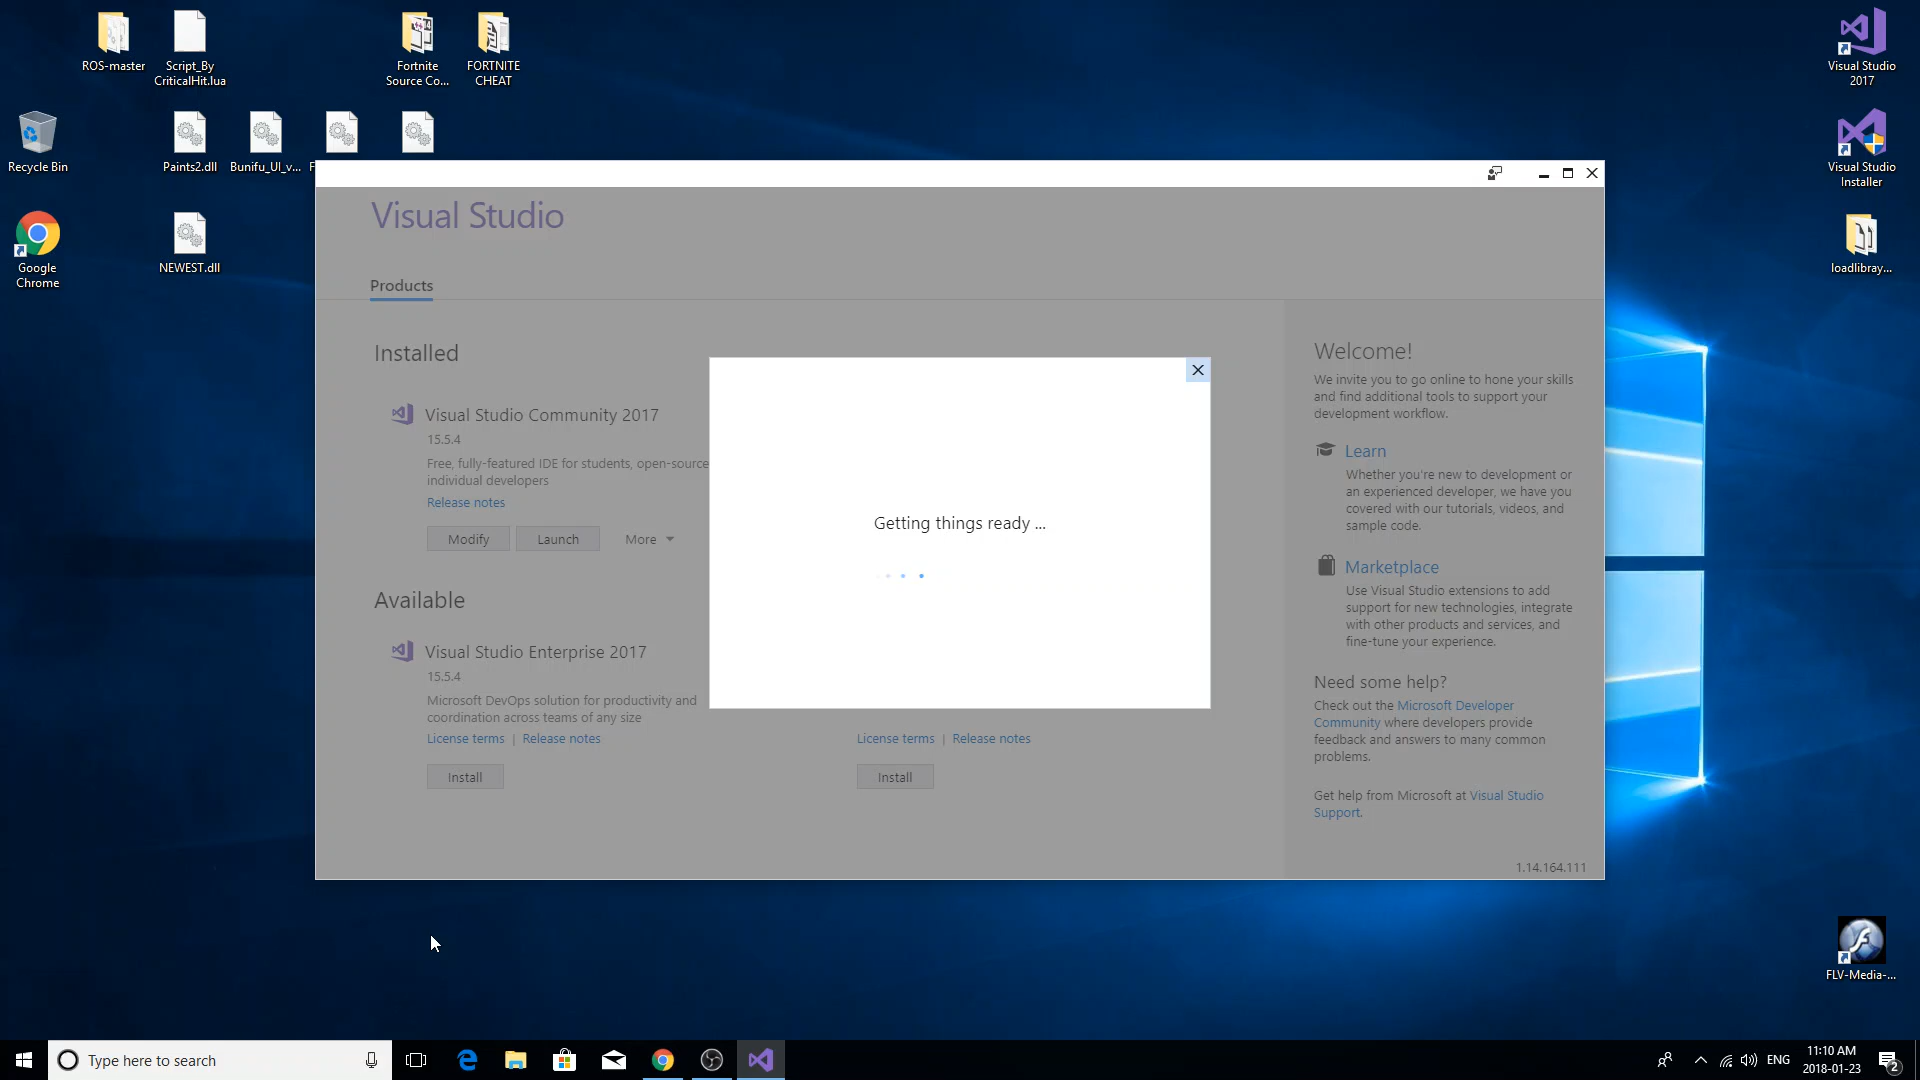 ROS-master
Script_By
CriticalHit.lua
Fortnite
Source Co...
FORTNITE
CHEAT
Visual Studio
2017
Recycle Bin
Paints2.dll
Bunifu_UI_v...
Visual Studio
Installer
Google
Chrome
NEWEST.dll
loadlibray...
Visual Studio
Products
Installed
Visual Studio Community 2017
15.5.4
Free, fully-featured IDE for students, open-source
individual developers
Release notes
Modify
Launch
More
Available
Visual Studio Enterprise 2017
15.5.4
Microsoft DevOps solution for productivity and
coordination across teams of any size
License terms | Release notes
Install
License terms | Release notes
Install
Getting things ready ...
Welcome!
We invite you to go online to hone your skills
and find additional tools to support your
development workflow.
Learn
Whether you're new to development or
an experienced developer, we have you
covered with our tutorials, videos, and
sample code.
Marketplace
Use Visual Studio extensions to add
support for new technologies, integrate
with other products and services, and
fine-tune your experience.
Need some help?
Check out the Microsoft Developer
Community where developers provide
feedback and answers to many common
problems.
Get help from Microsoft at Visual Studio
Support.
1.14.164.111
FLV-Media-...
Type here to search
ENG
11:10 AM
2018-01-23
2